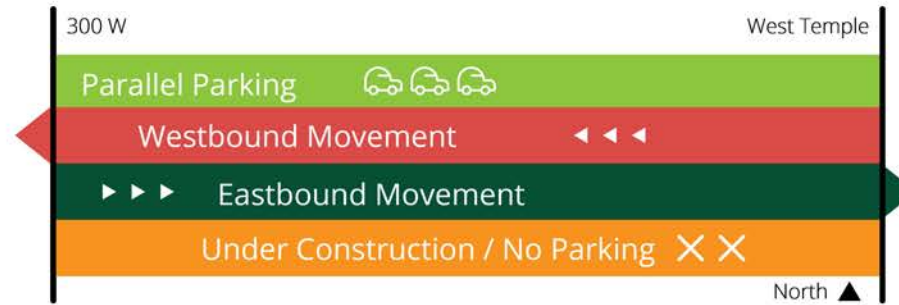 300 W
West Temple
Parallel Parking
Westbound Movement
Eastbound Movement
Under Construction / No Parking
North